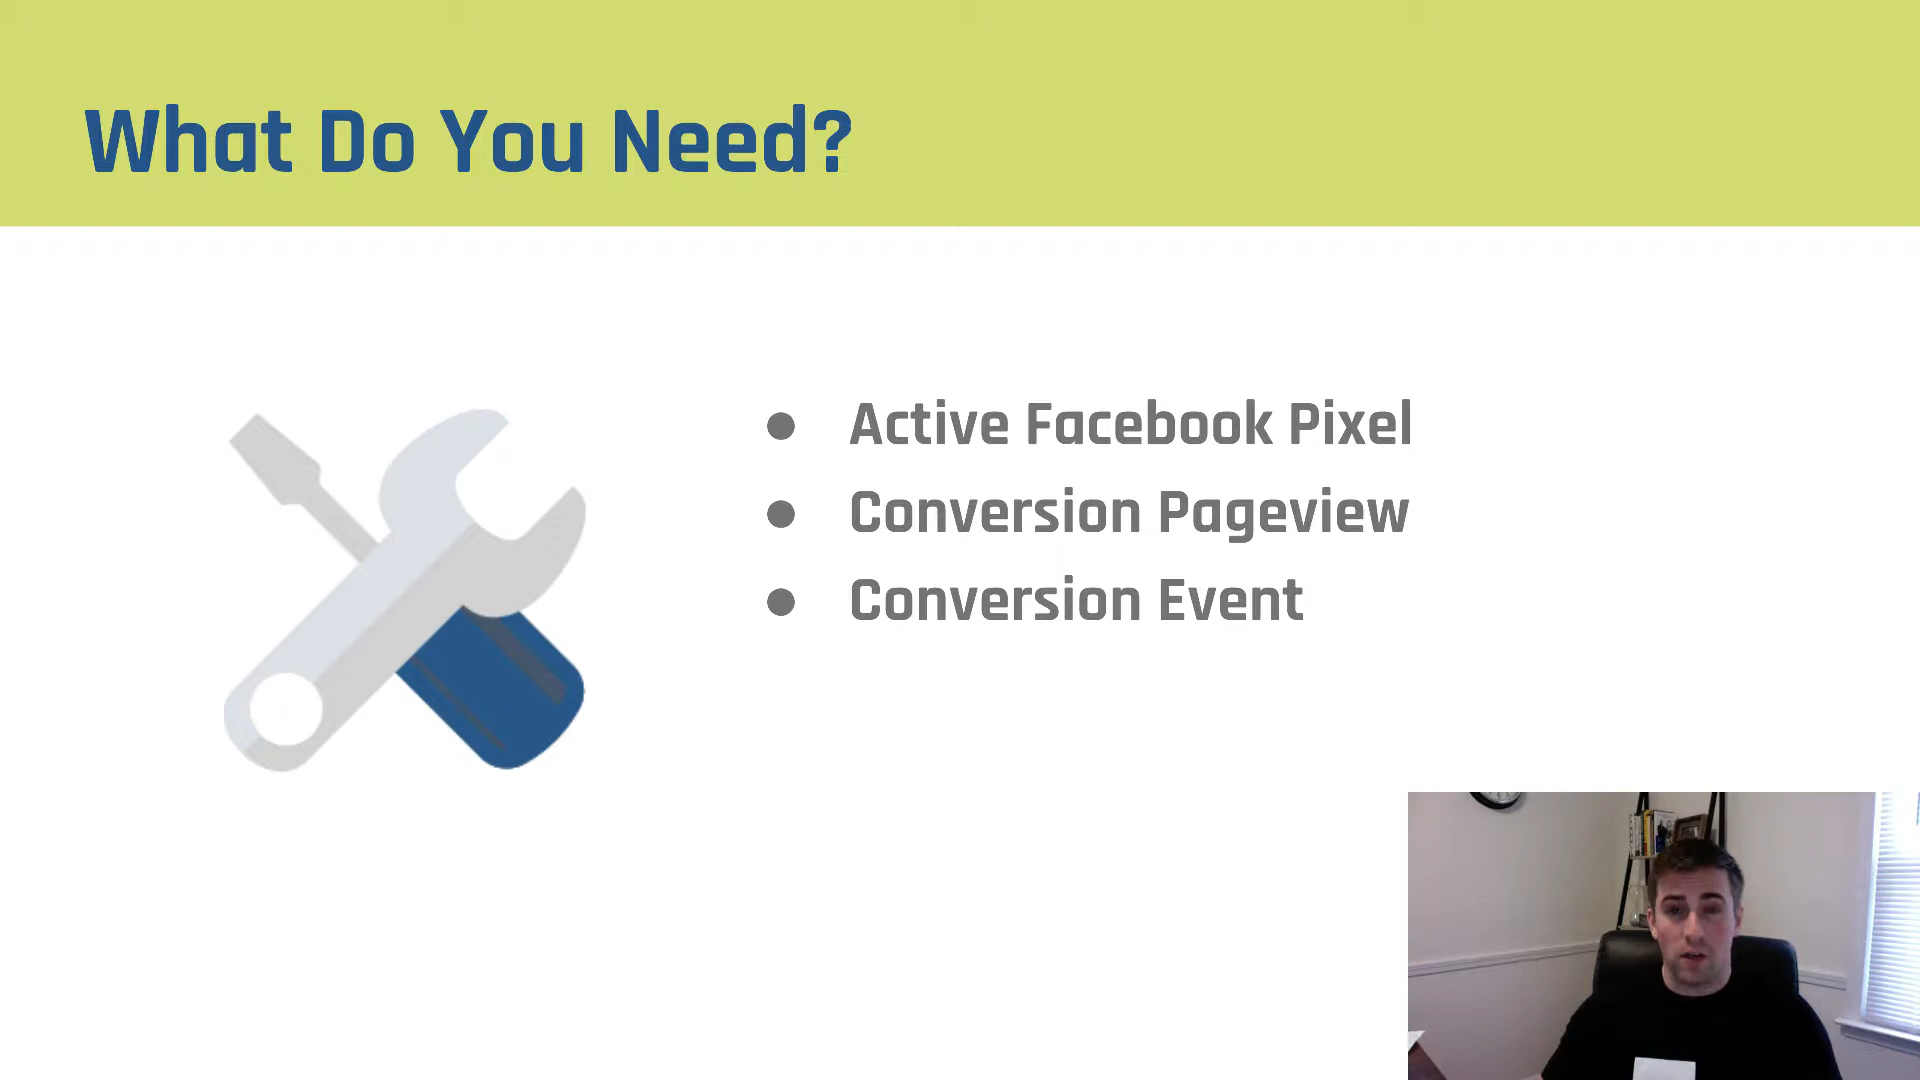 What Do You Need?
Active Facebook Pixel
Conversion Pageview
Conversion Event